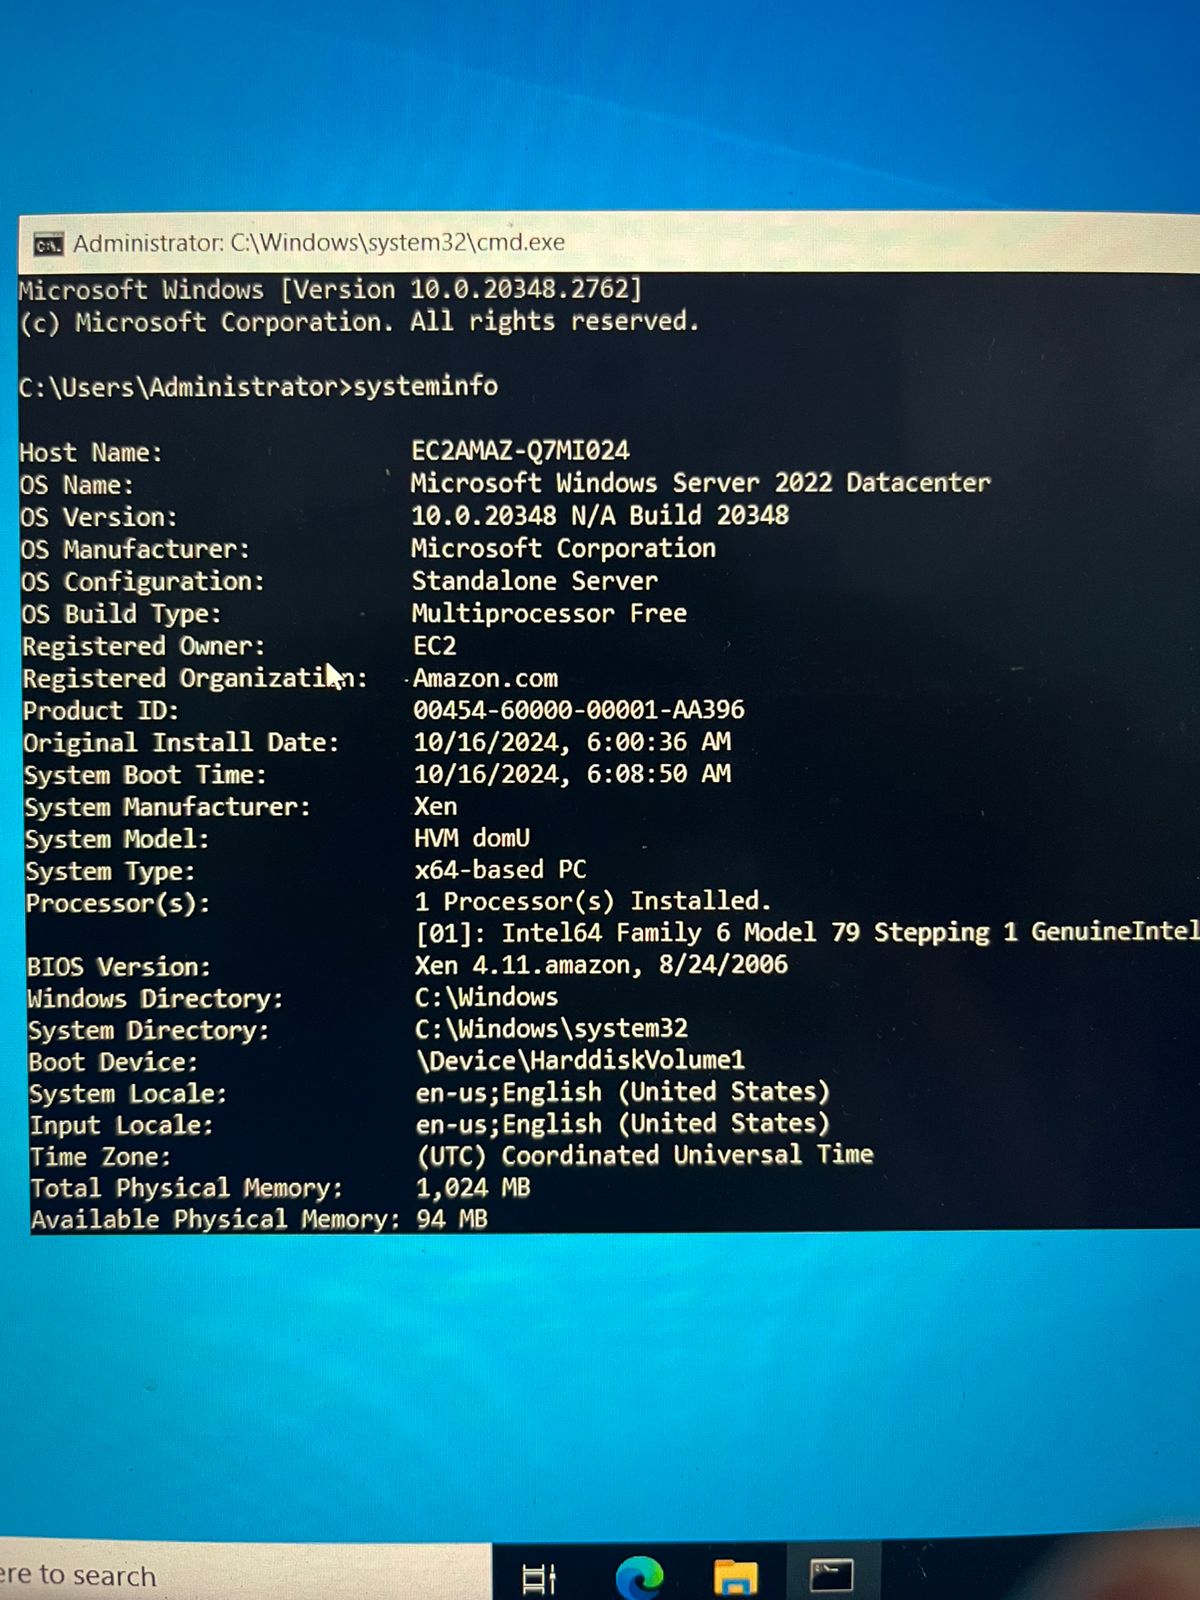 Administrator: C:\Windows\system32\cmd.exe
Microsoft Windows [Version 10.0.20348.2762]
(c) Microsoft Corporation. All rights reserved.
C:\Users\Administrator>systeminfo
Host Name: EC2AMAZ-Q7MI024
OS Name: Microsoft Windows Server 2022 Datacenter
OS Version: 10.0.20348 N/A Build 20348
OS Manufacturer: Microsoft Corporation
OS Configuration: Standalone Server
OS Build Type: Multiprocessor Free
Registered Owner: EC2
Registered Organization: Amazon.com
Product ID: 00454-60000-00001-AA396
Original Install Date: 10/16/2024, 6:00:36 AM
System Boot Time: 10/16/2024, 6:08:50 AM
System Manufacturer: Xen
System Model: HVM domU
System Type: x64-based PC
Processor(s): 1 Processor(s) Installed.
[01]: Intel64 Family 6 Model 79 Stepping 1 GenuineIntel
BIOS Version: Xen 4.11.amazon, 8/24/2006
Windows Directory: C:\Windows
System Directory: C:\Windows\system32
Boot Device: \Device\HarddiskVolume1
System Locale: en-us;English (United States)
Input Locale: en-us;English (United States)
Time Zone: (UTC) Coordinated Universal Time
Total Physical Memory: 1,024 MB
Available Physical Memory: 94 MB
ere to search